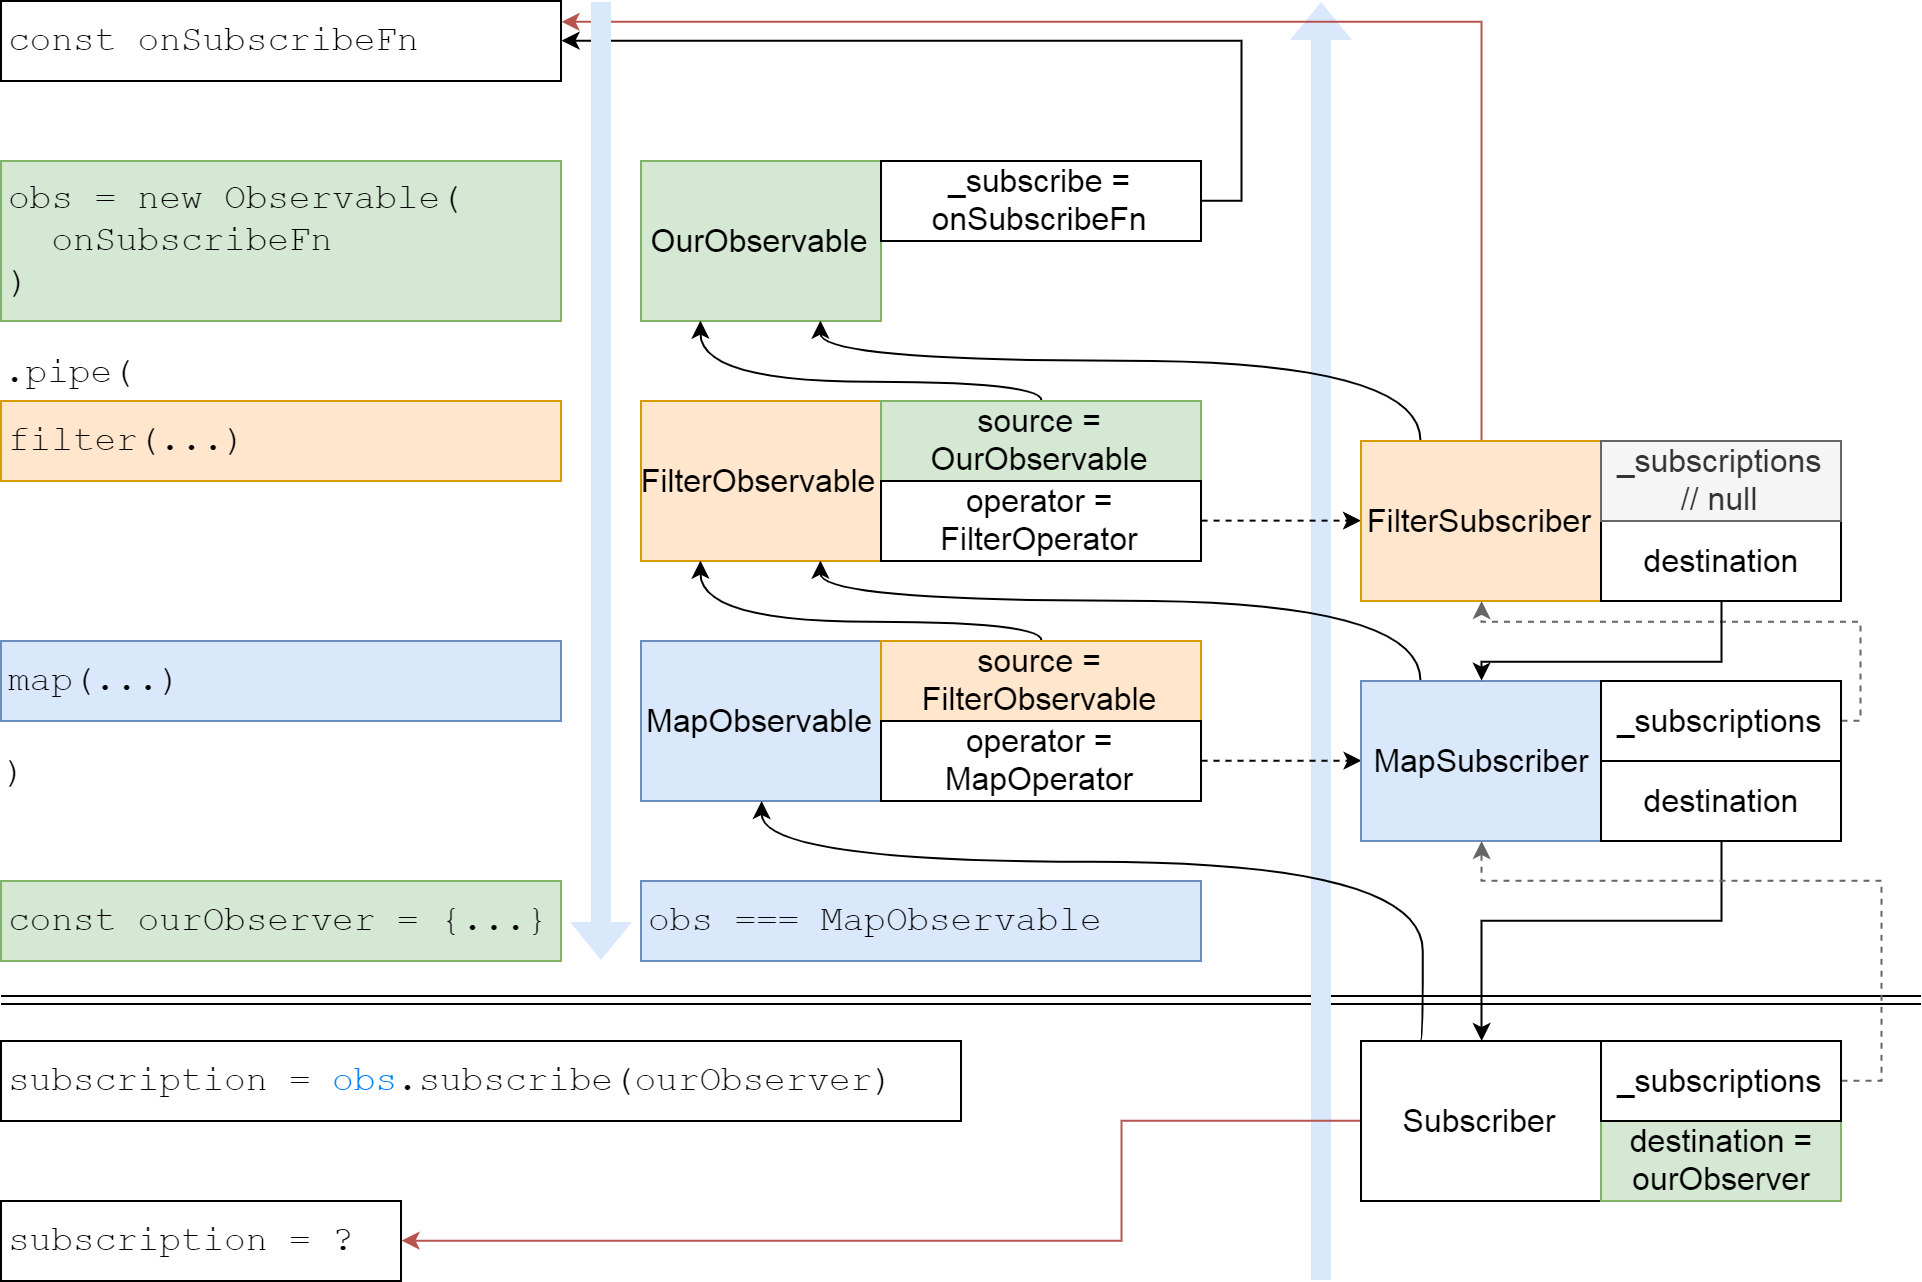 const onSubscribeFn
obs = new Observable(
onSubscribeFn
)
OurObservable
_subscribe =
onSubscribeFn
.pipe(
filter(...)
FilterObservable
source =
OurObservable
operator =
FilterOperator
FilterSubscriber
_subscriptions
// null
destination
map(...)
MapObservable
source =
FilterObservable
operator =
MapOperator
MapSubscriber
_subscriptions
destination
)
const ourObserver = {...}
obs === MapObservable
subscription = obs.subscribe(ourObserver)
Subscriber
_subscriptions
destination =
ourObserver
subscription = ?